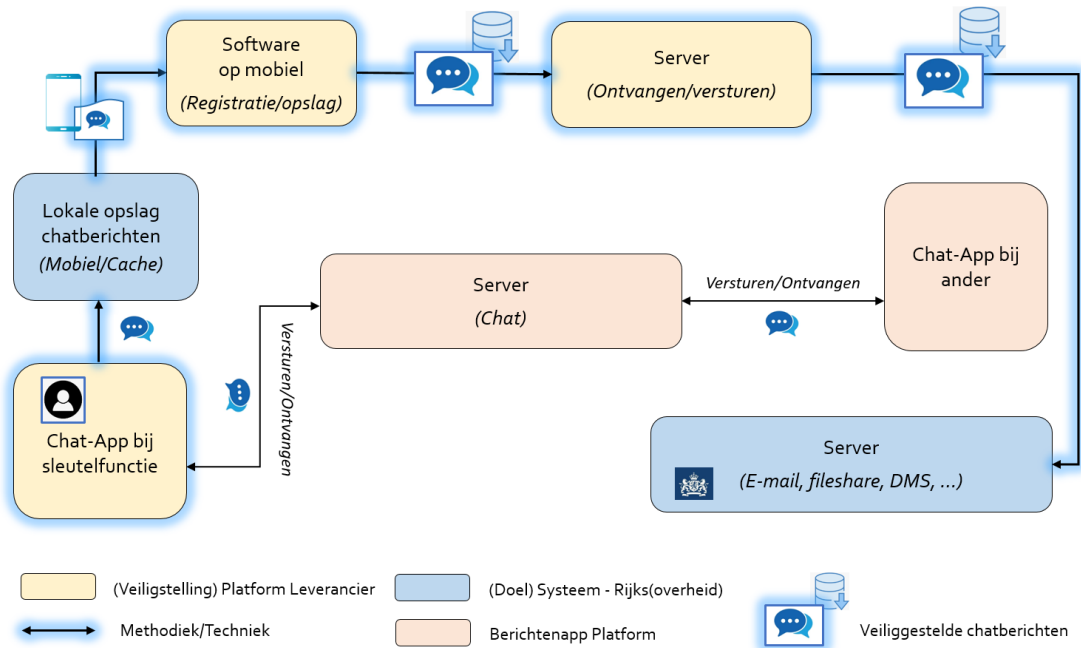 Software
op mobiel
(Registratie/opslag)
Server
(Ontvangen/versturen)
Lokale opslag
chatberichten
(Mobiel/Cache)
Server
(Chat)
Versturen/Ontvangen
Chat-App bij
ander
Versturen/Ontvangen
Chat-App bij
sleutelfunctie
Server
(E-mail, fileshare, DMS, ...)
(Veiligstelling) Platform Leverancier
(Doel) Systeem - Rijks(overheid)
Methodiek/Techniek
Berichtenapp Platform
Veiliggestelde chatberichten